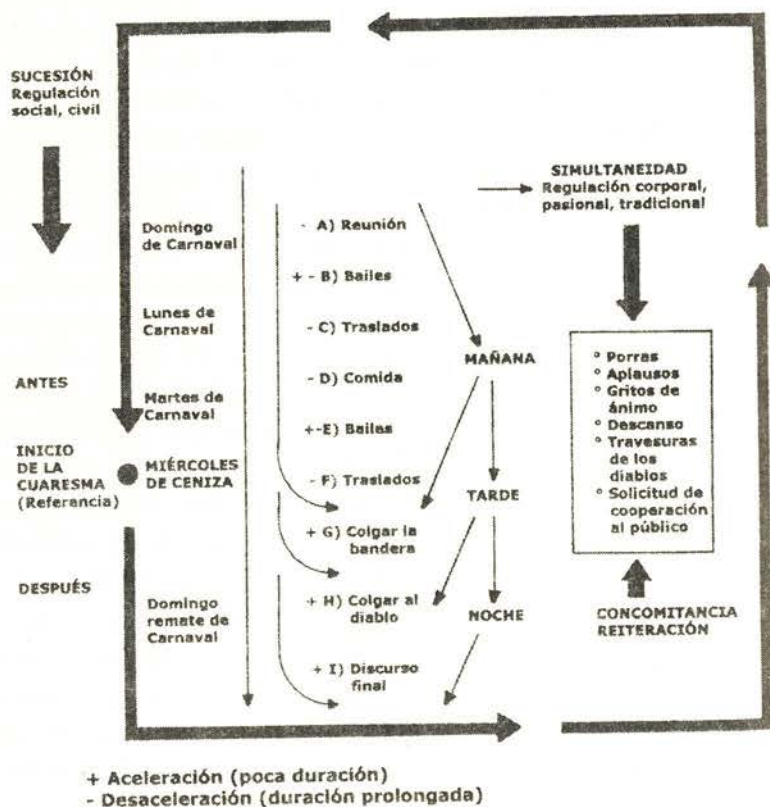 SUCESIÓN
Regulación
social, civil
SIMULTANEIDAD
Regulación corporal,
pasional, tradicional
Domingo
de Carnaval
Lunes de
Carnaval
ANTES
Martes de
Carnaval
INICIO
DE LA
CUARESMA
(Referencia)
MIÉRCOLES
DE CENIZA
DESPUÉS
Domingo
remate de
Carnaval
- A) Reunión
+ - B) Bailes
- C) Traslados
- D) Comida
+-E) Bailes
- F) Traslados
+ G) Colgar la
bandera
+ H) Colgar al
diablo
+ I) Discurso
final
MAÑANA
TARDE
NOCHE
° Porras
° Aplausos
° Gritos de
ánimo
° Descanso
° Travesuras
de los
diablos
° Solicitud de
cooperación
al público
CONCOMITANCIA
REITERACIÓN
+ Aceleración (poca duración)
- Desaceleración (duración prolongada)